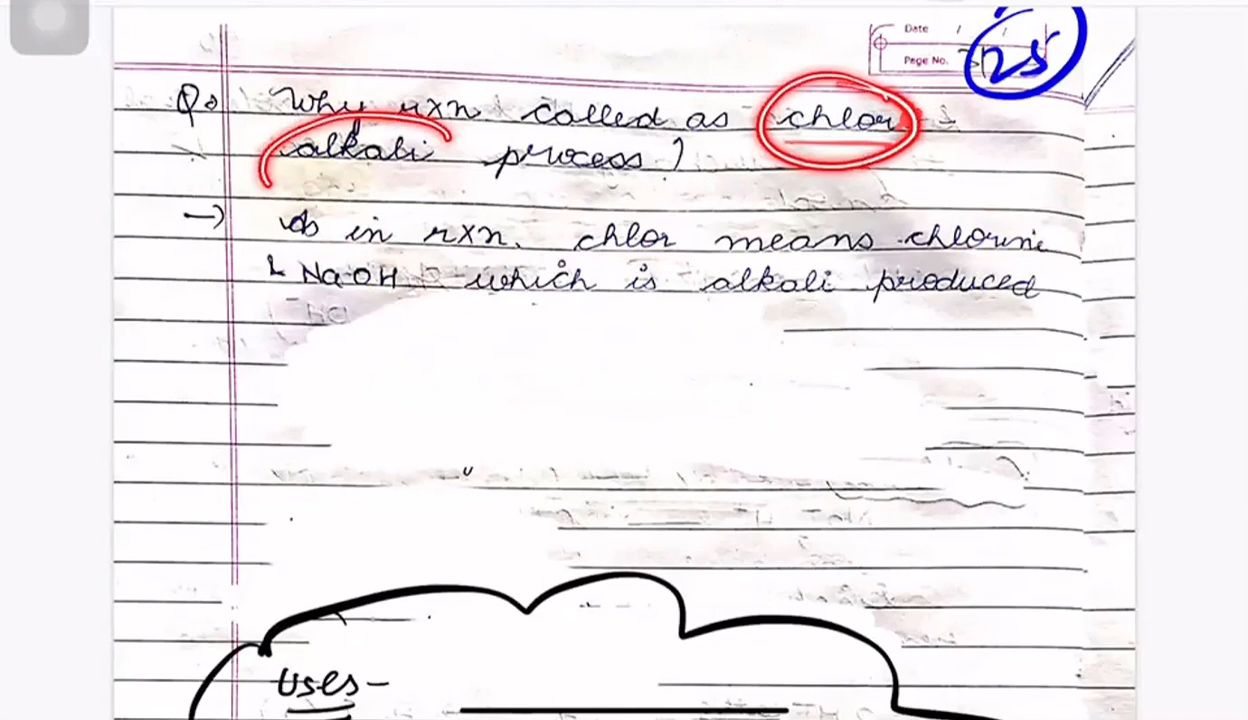 Date / /
Page No.
25
Q. Why rxn called as chlor -
alkali process?
→ As in rxn. chlor means chlorine
& NaOH which is alkali produced
Uses -